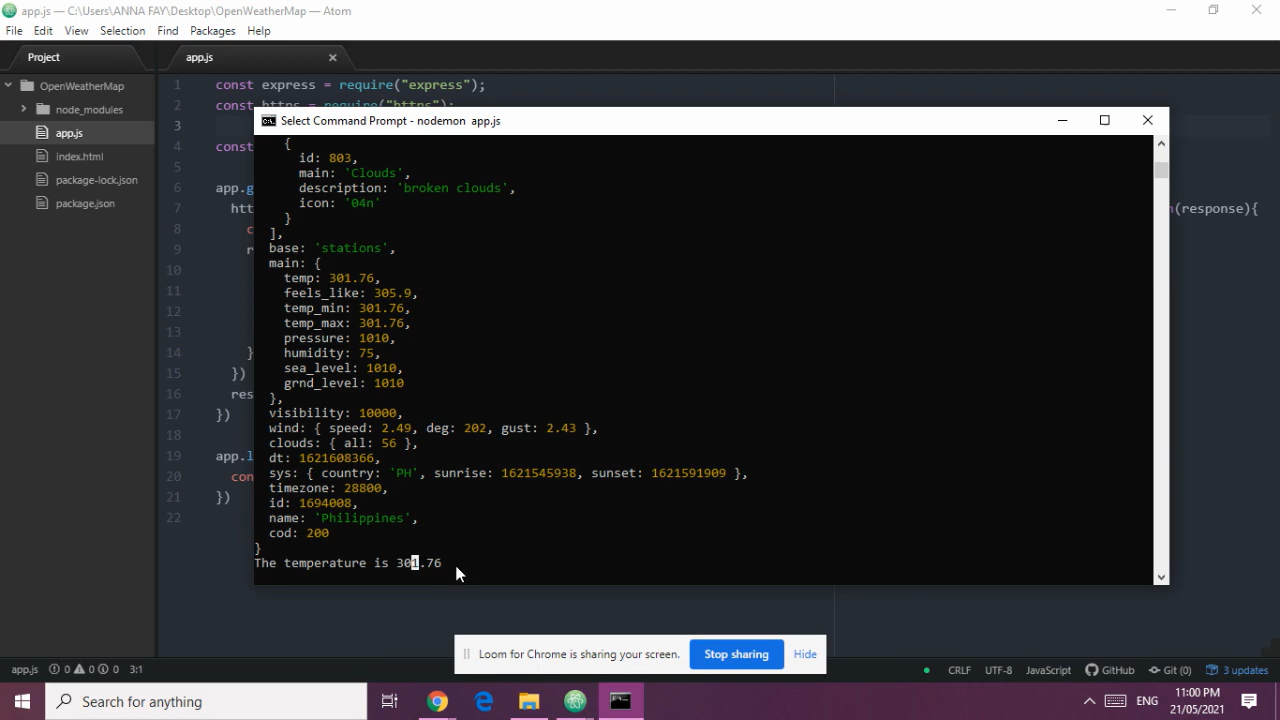 app.js — C:\Users\ANNA FAY\Desktop\OpenWeatherMap — Atom
File Edit View Selection Find Packages Help
Project
app.js
OpenWeatherMap
node_modules
app.js
index.html
package-lock.json
package.json
1 const express = require("express");
2 const https = require("https");
3
4 const
5
6 app.g
7 htt n(response){
8 c
9 r
10
11
12
13
14 }
15 })
16 res
17 })
18
19 app.l
20 con
21 })
22
Select Command Prompt - nodemon app.js
{
id: 803,
main: 'Clouds',
description: 'broken clouds',
icon: '04n'
}
],
base: 'stations',
main: {
temp: 301.76,
feels_like: 305.9,
temp_min: 301.76,
temp_max: 301.76,
pressure: 1010,
humidity: 75,
sea_level: 1010,
grnd_level: 1010
},
visibility: 10000,
wind: { speed: 2.49, deg: 202, gust: 2.43 },
clouds: { all: 56 },
dt: 1621608366,
sys: { country: 'PH', sunrise: 1621545938, sunset: 1621591909 },
timezone: 28800,
id: 1694008,
name: 'Philippines',
cod: 200
}
The temperature is 301.76
Loom for Chrome is sharing your screen. Stop sharing Hide
app.js 0 0 0 3:1 CRLF UTF-8 JavaScript GitHub Git (0) 3 updates
Search for anything
ENG
11:00 PM
21/05/2021